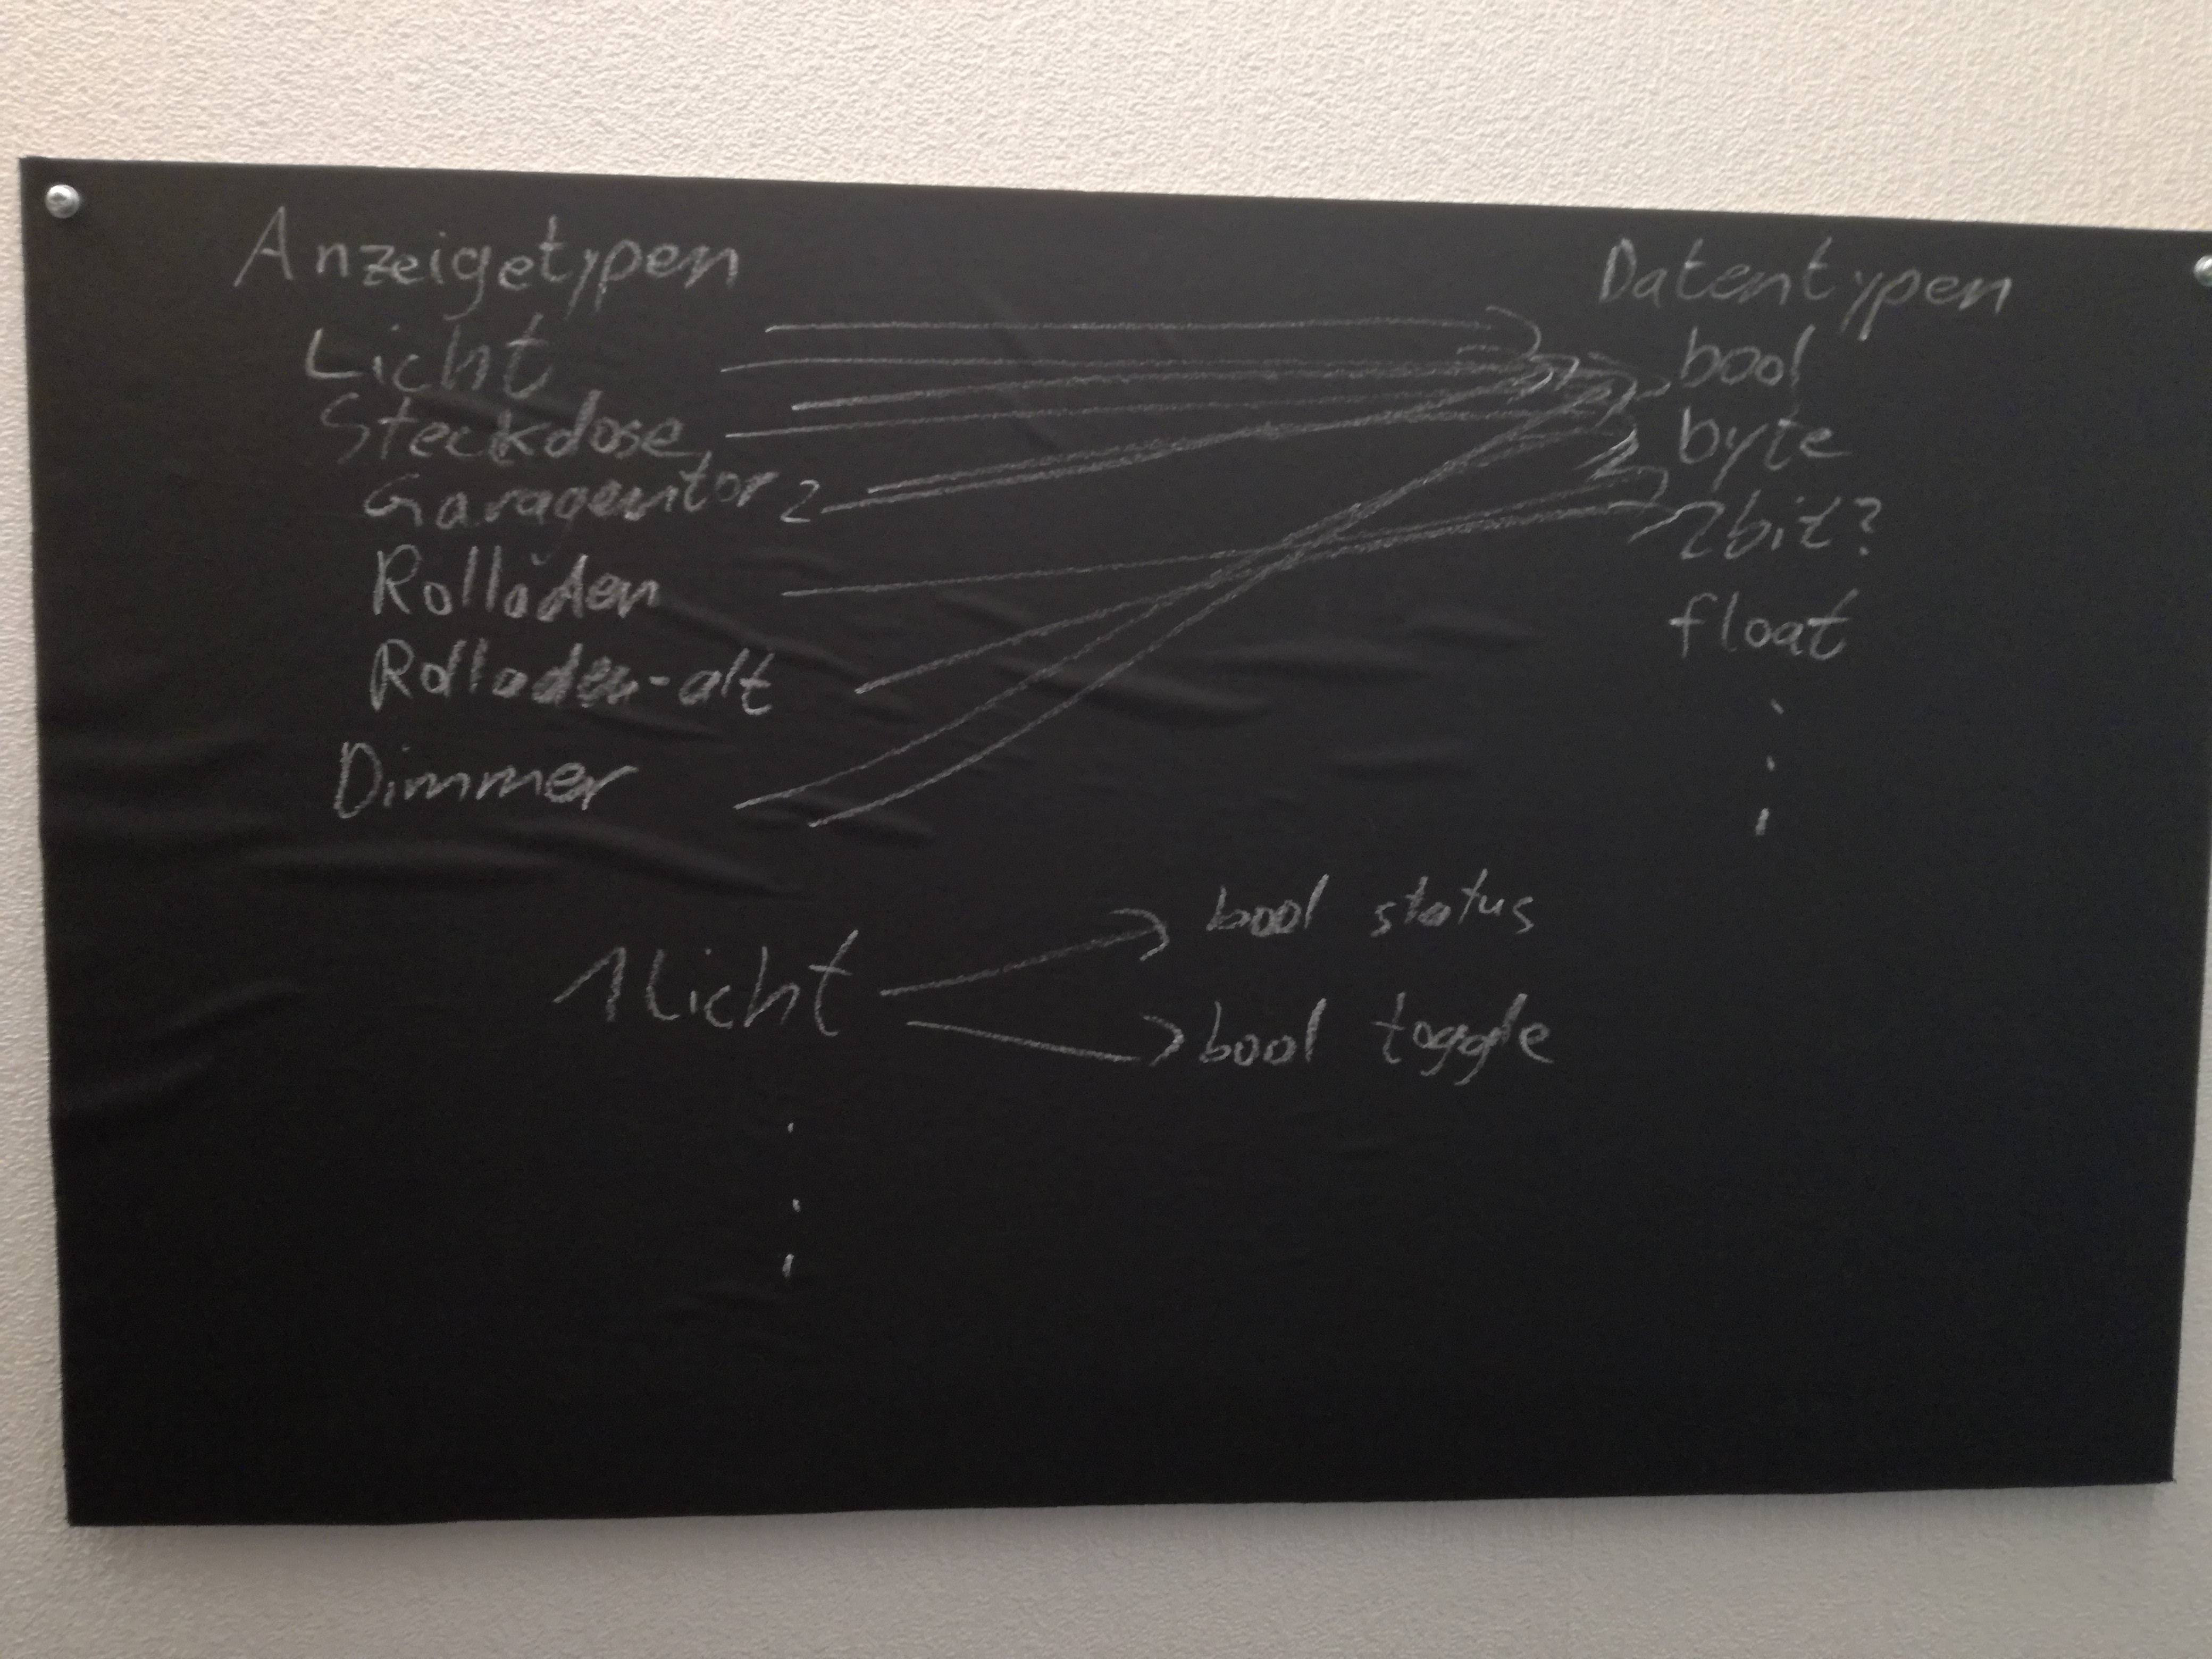 Anzeigetypen
Licht
Steckdose
Garagentor 2
Rolläden
Rolladen-alt
Dimmer
Datentypen
bool
byte
2bit?
float
1 Licht
bool status
bool toggle